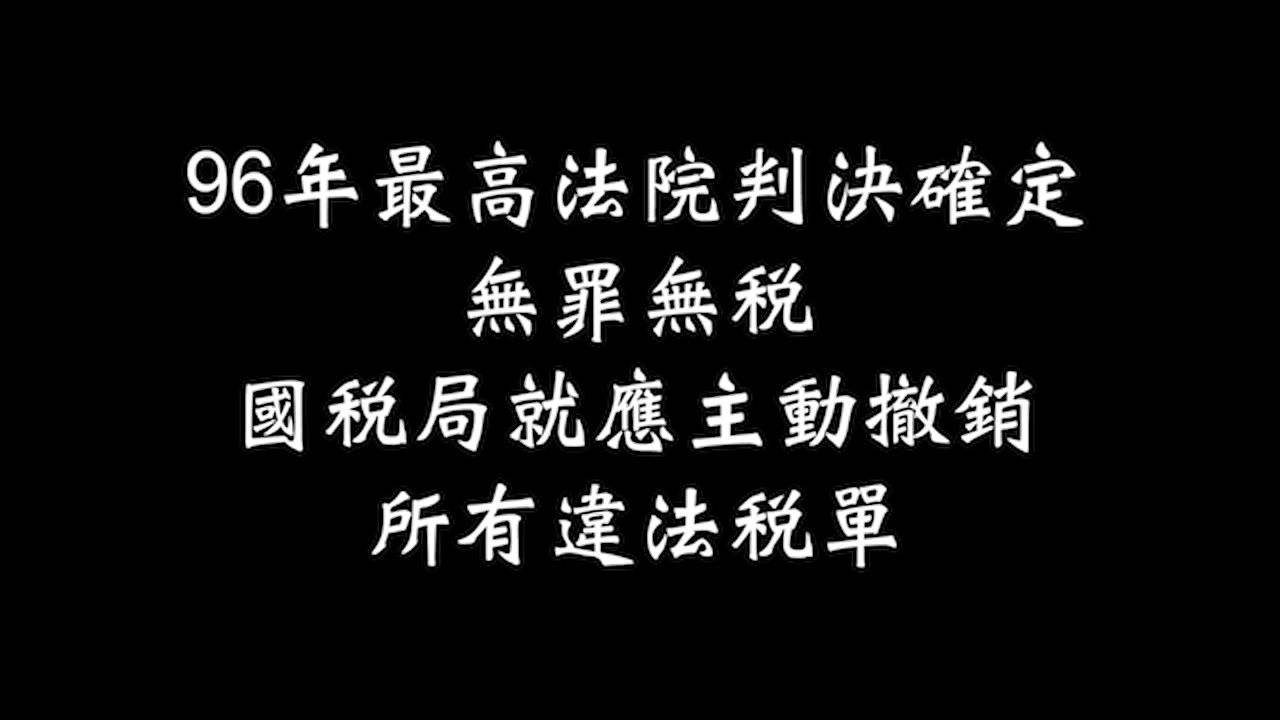 96年最高法院判決確定
無罪無稅
國稅局就應主動撤銷
所有違法稅單